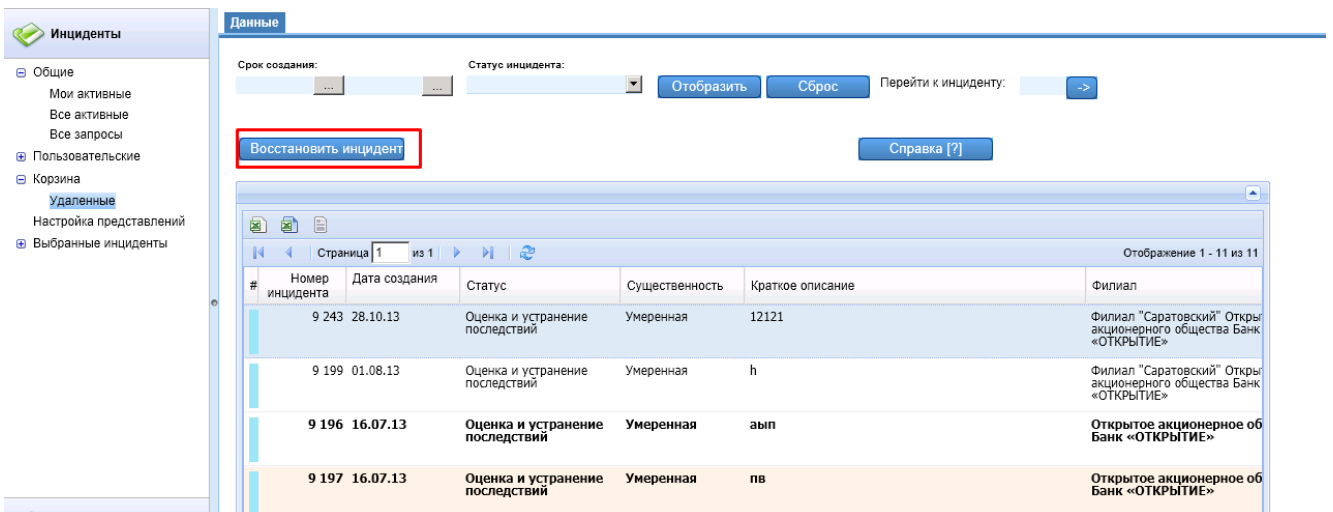 Инциденты
Общие
Мои активные
Все активные
Все запросы
Пользовательские
Корзина
Удаленные
Настройка представлений
Выбранные инциденты
Данные
Срок создания:
Статус инцидента:
... ... Отобразить Сброс Перейти к инциденту: ->
Восстановить инцидент Справка [?]
Страница 1 из 1 Отображение 1 - 11 из 11
# Номер инцидента Дата создания Статус Существенность Краткое описание Филиал
9 243 28.10.13 Оценка и устранение Умеренная 12121 Филиал "Саратовский" Откры
последствий акционерного общества Банк
«ОТКРЫТИЕ»
9 199 01.08.13 Оценка и устранение Умеренная h Филиал "Саратовский" Откры
последствий акционерного общества Банк
«ОТКРЫТИЕ»
9 196 16.07.13 Оценка и устранение Умеренная аып Открытое акционерное об
последствий Банк «ОТКРЫТИЕ»
9 197 16.07.13 Оценка и устранение Умеренная пв Открытое акционерное об
последствий Банк «ОТКРЫТИЕ»